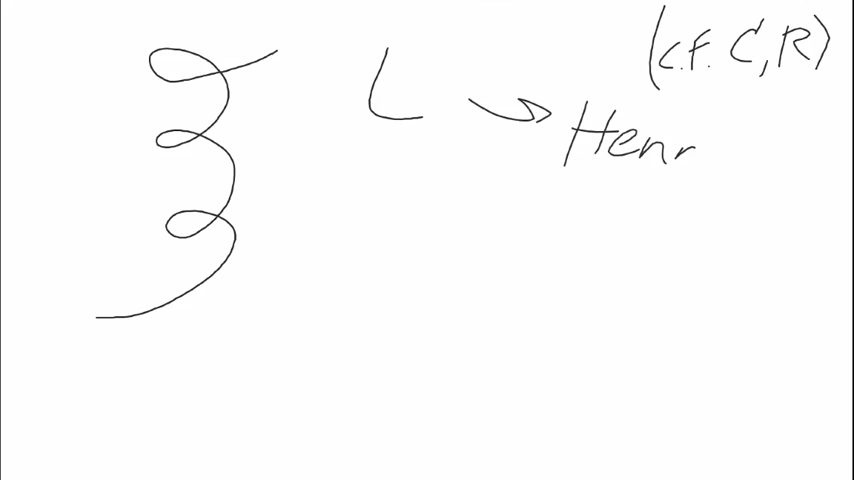 (c.f. C, R)
L
Henr